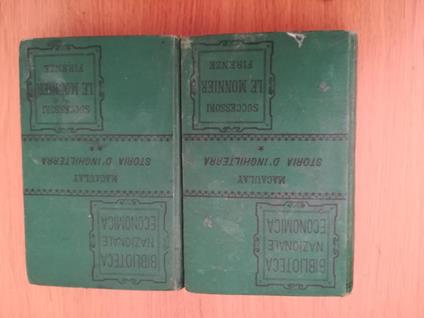 BIBLIOTECA
NAZIONALE
ECONOMICA
MACAULAY
STORIA D'INGHILTERRA
**
SUCCESSORI
LE MONNIER
FIRENZE
BIBLIOTECA
NAZIONALE
ECONOMICA
MACAULAY
STORIA D'INGHILTERRA
*
SUCCESSORI
LE MONNIER
FIRENZE